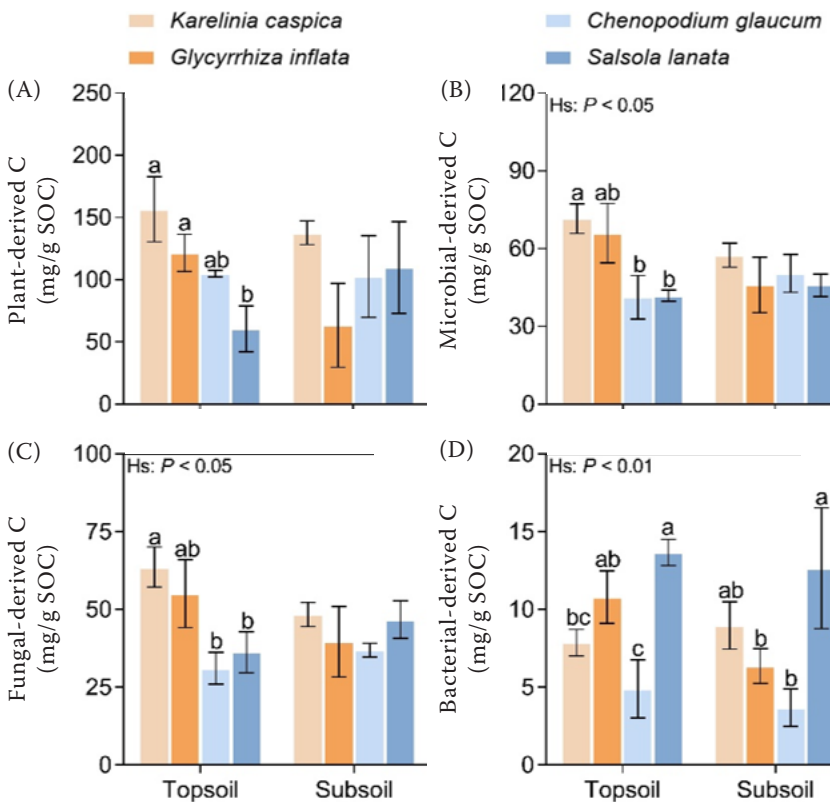 Karelinia caspica
Chenopodium glaucum
Glycyrrhiza inflata
Salsola lanata
(A)
Plant-derived C
(mg/g SOC)
250
200
150
100
50
0
a
a
ab
b
(B)
Microbial-derived C
(mg/g SOC)
120
90
60
30
0
Hs: P < 0.05
a
ab
b
b
(C)
Fungal-derived C
(mg/g SOC)
100
75
50
25
0
Hs: P < 0.05
a
ab
b
b
Topsoil
Subsoil
(D)
Bacterial-derived C
(mg/g SOC)
20
15
10
5
0
Hs: P < 0.01
bc
ab
c
a
ab
b
b
a
Topsoil
Subsoil